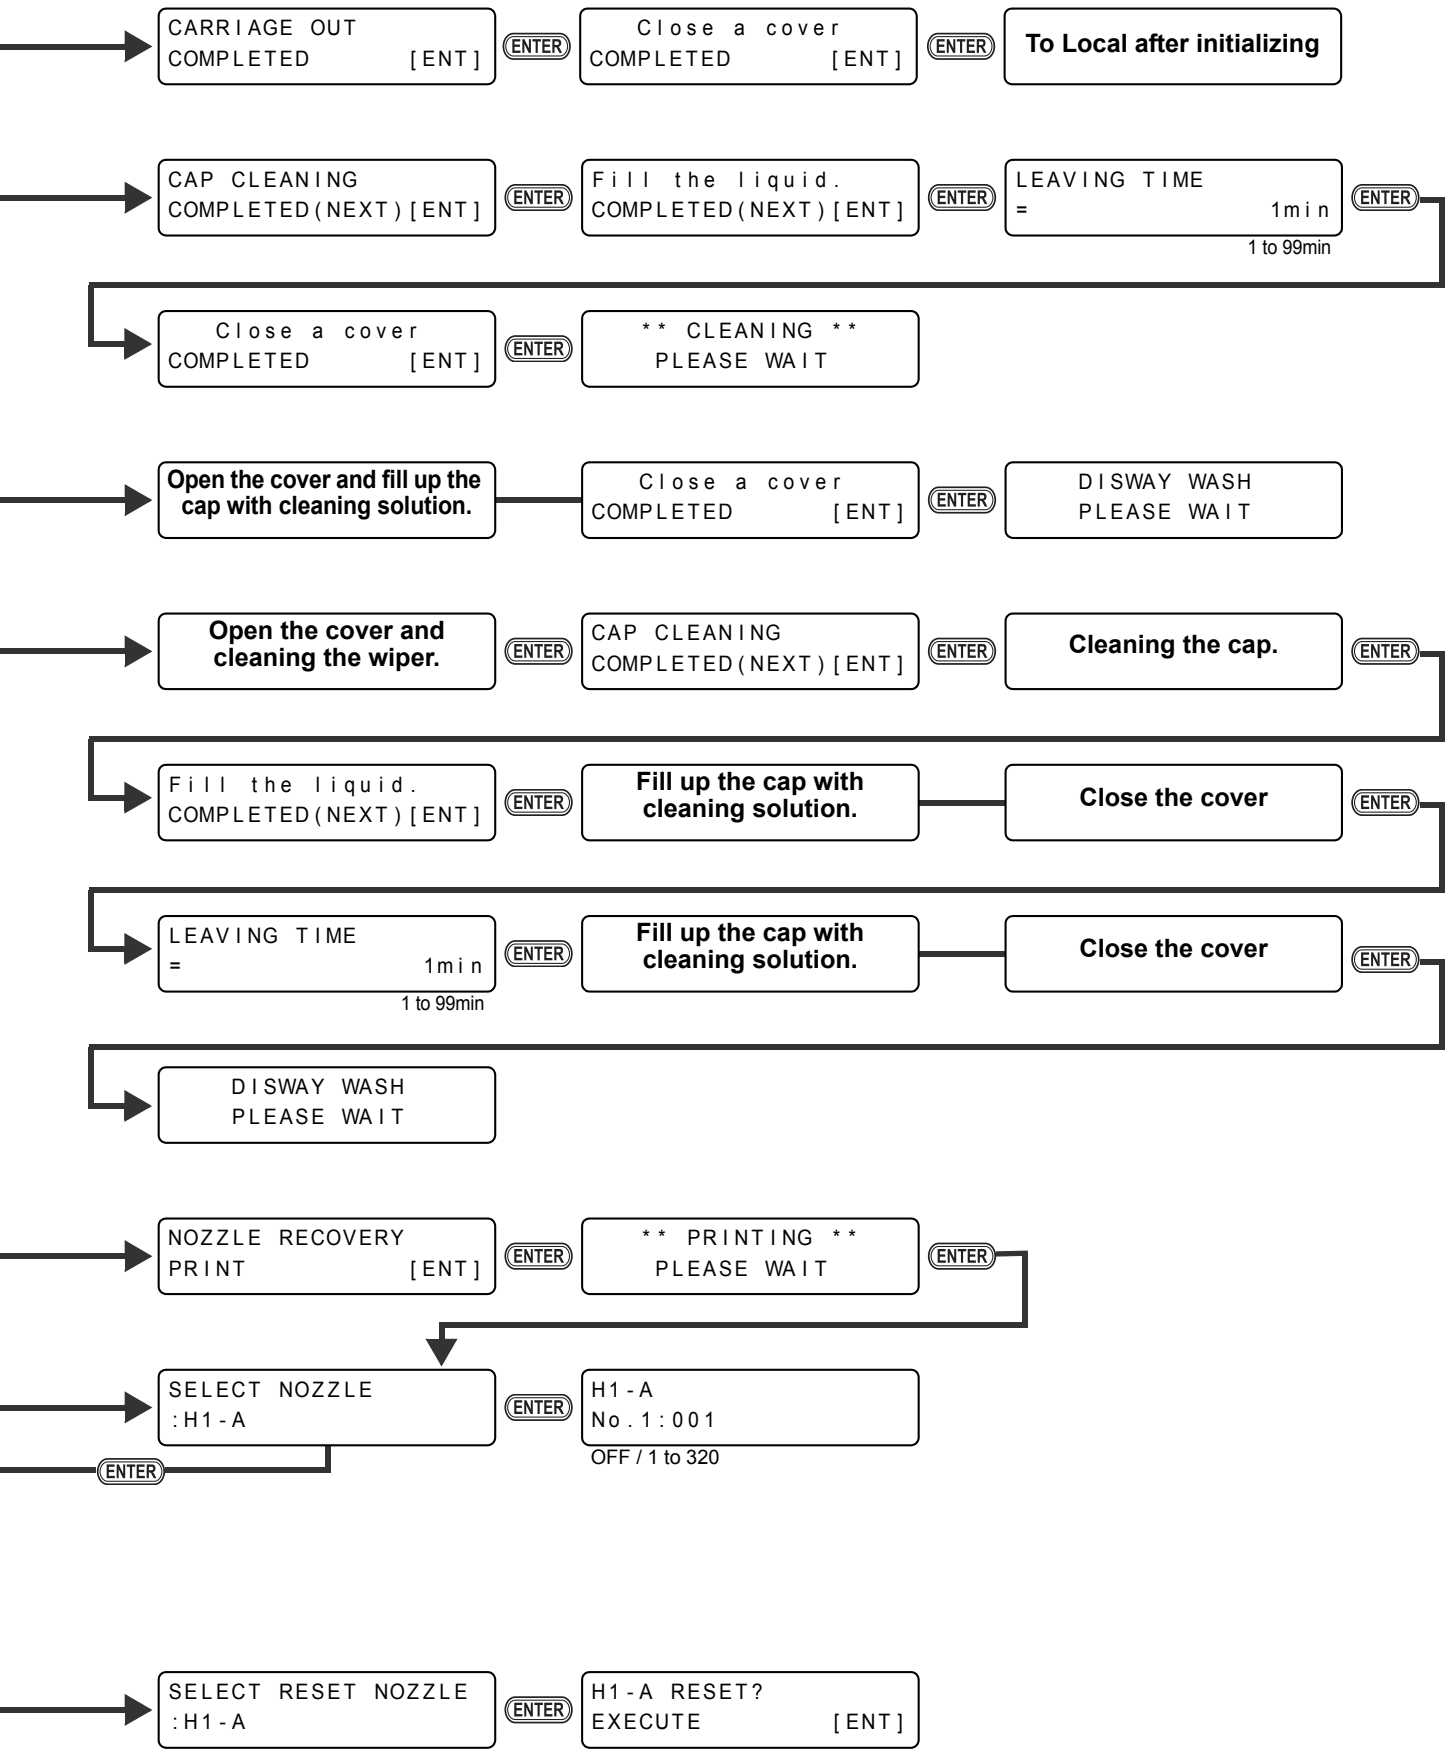 CARRIAGE OUT
COMPLETED [ENT]
ENTER
Close a cover
COMPLETED [ENT]
ENTER
To Local after initializing
CAP CLEANING
COMPLETED(NEXT)[ENT]
ENTER
Fill the liquid.
COMPLETED(NEXT)[ENT]
ENTER
LEAVING TIME
= 1min
1 to 99min
ENTER
Close a cover
COMPLETED [ENT]
ENTER
** CLEANING **
PLEASE WAIT
Open the cover and fill up the
cap with cleaning solution.
Close a cover
COMPLETED [ENT]
ENTER
DISWAY WASH
PLEASE WAIT
Open the cover and
cleaning the wiper.
ENTER
CAP CLEANING
COMPLETED(NEXT)[ENT]
ENTER
Cleaning the cap.
ENTER
Fill the liquid.
COMPLETED(NEXT)[ENT]
ENTER
Fill up the cap with
cleaning solution.
Close the cover
ENTER
LEAVING TIME
= 1min
1 to 99min
ENTER
Fill up the cap with
cleaning solution.
Close the cover
ENTER
DISWAY WASH
PLEASE WAIT
NOZZLE RECOVERY
PRINT [ENT]
ENTER
** PRINTING **
PLEASE WAIT
ENTER
SELECT NOZZLE
:H1-A
ENTER
H1-A
No.1:001
OFF / 1 to 320
ENTER
SELECT RESET NOZZLE
:H1-A
ENTER
H1-A RESET?
EXECUTE [ENT]